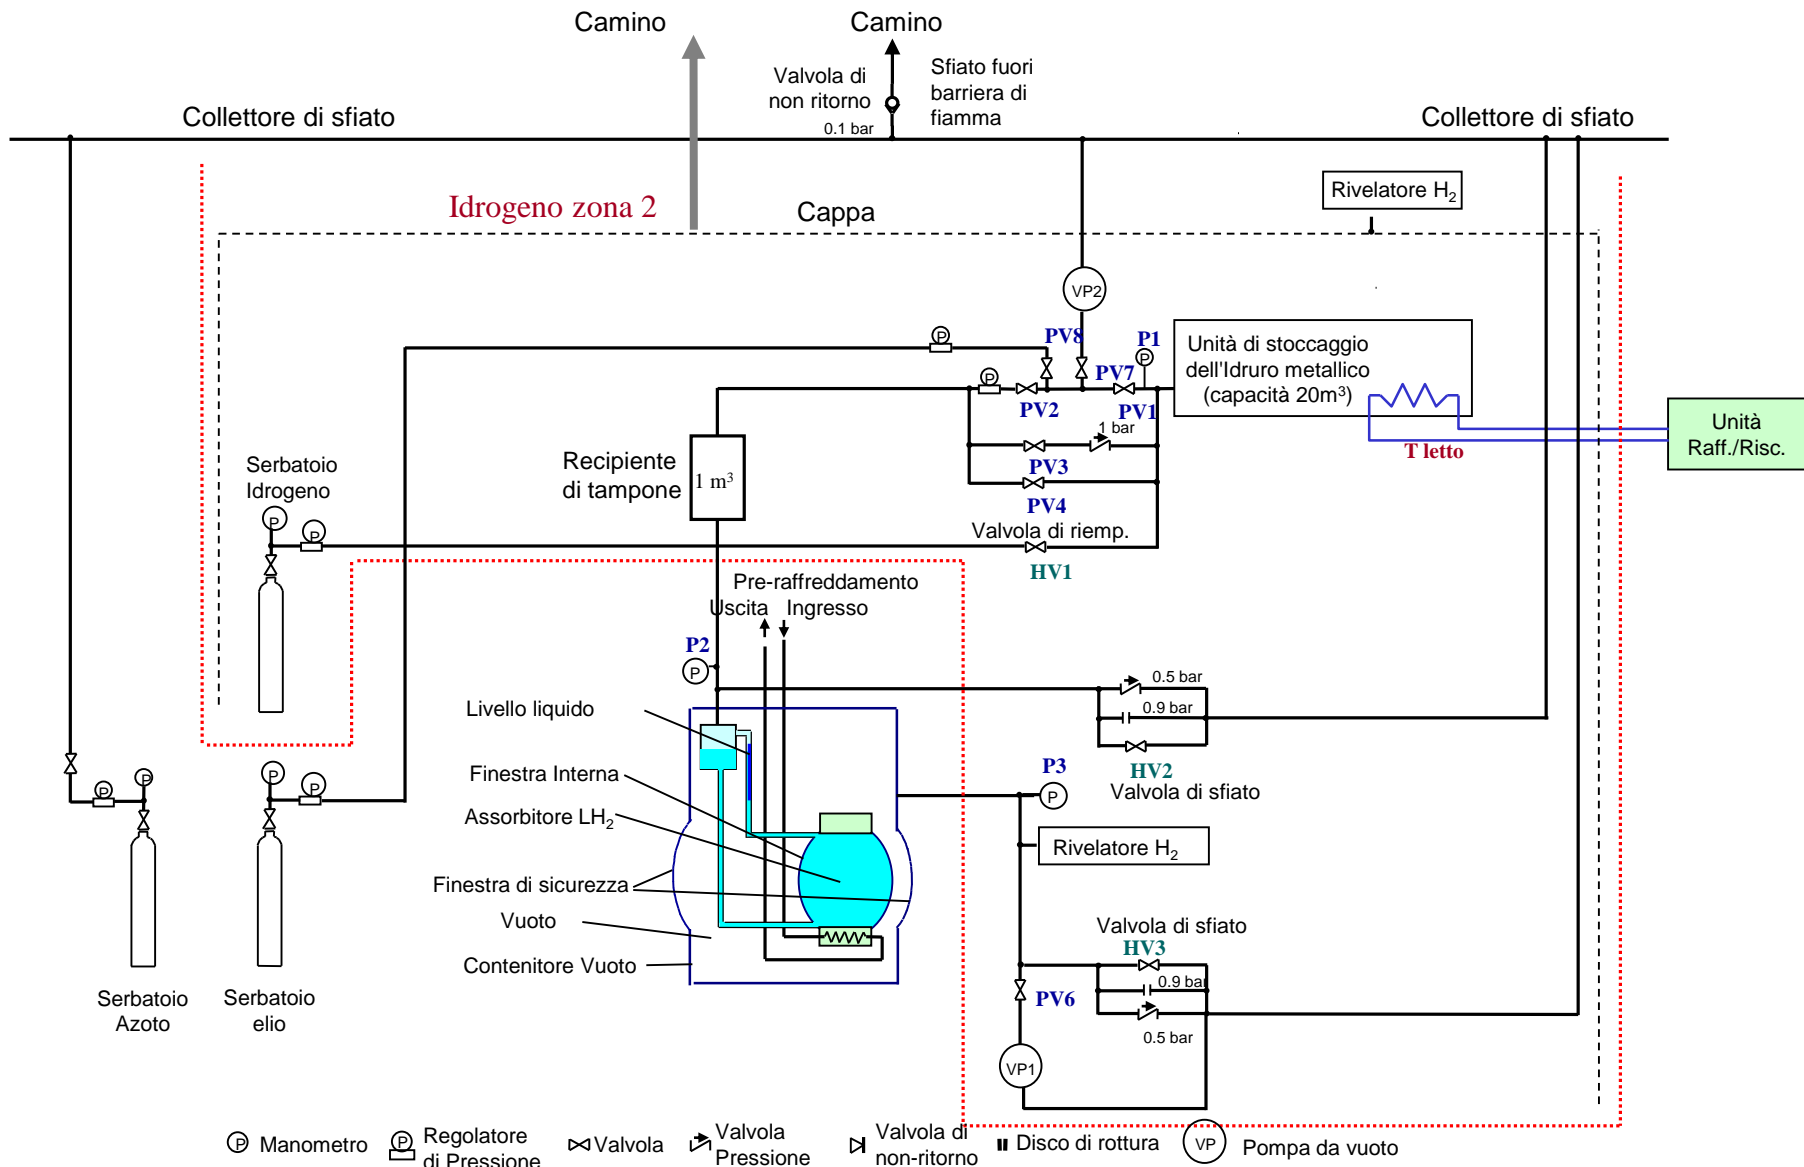 Camino
Camino
Valvola di
non ritorno
0.1 bar
Sfiato fuori
barriera di
fiamma
Collettore di sfiato
Collettore di sfiato
Idrogeno zona 2
Cappa
Rivelatore H₂
VP2
P
PV8
P1
P
P
PV7
PV2
PV1
Unità di stoccaggio
dell'Idruro metallico
(capacità 20m³)
1 bar
PV3
T letto
Unità
Raff./Risc.
PV4
Recipiente
di tampone
1 m³
Serbatoio
Idrogeno
P
P
Valvola di riemp.
HV1
Pre-raffreddamento
Uscita
Ingresso
P2
P
0.5 bar
0.9 bar
HV2
Valvola di sfiato
Livello liquido
Finestra Interna
Assorbitore LH₂
Finestra di sicurezza
Vuoto
Contenitore Vuoto
P3
P
Rivelatore H₂
P
P
P
P
Serbatoio
Azoto
Serbatoio
elio
Valvola di sfiato
HV3
0.9 bar
PV6
0.5 bar
VP1
P
Manometro
P
Regolatore
di Pressione
Valvola
Valvola
Pressione
Valvola di
non-ritorno
Disco di rottura
VP
Pompa da vuoto